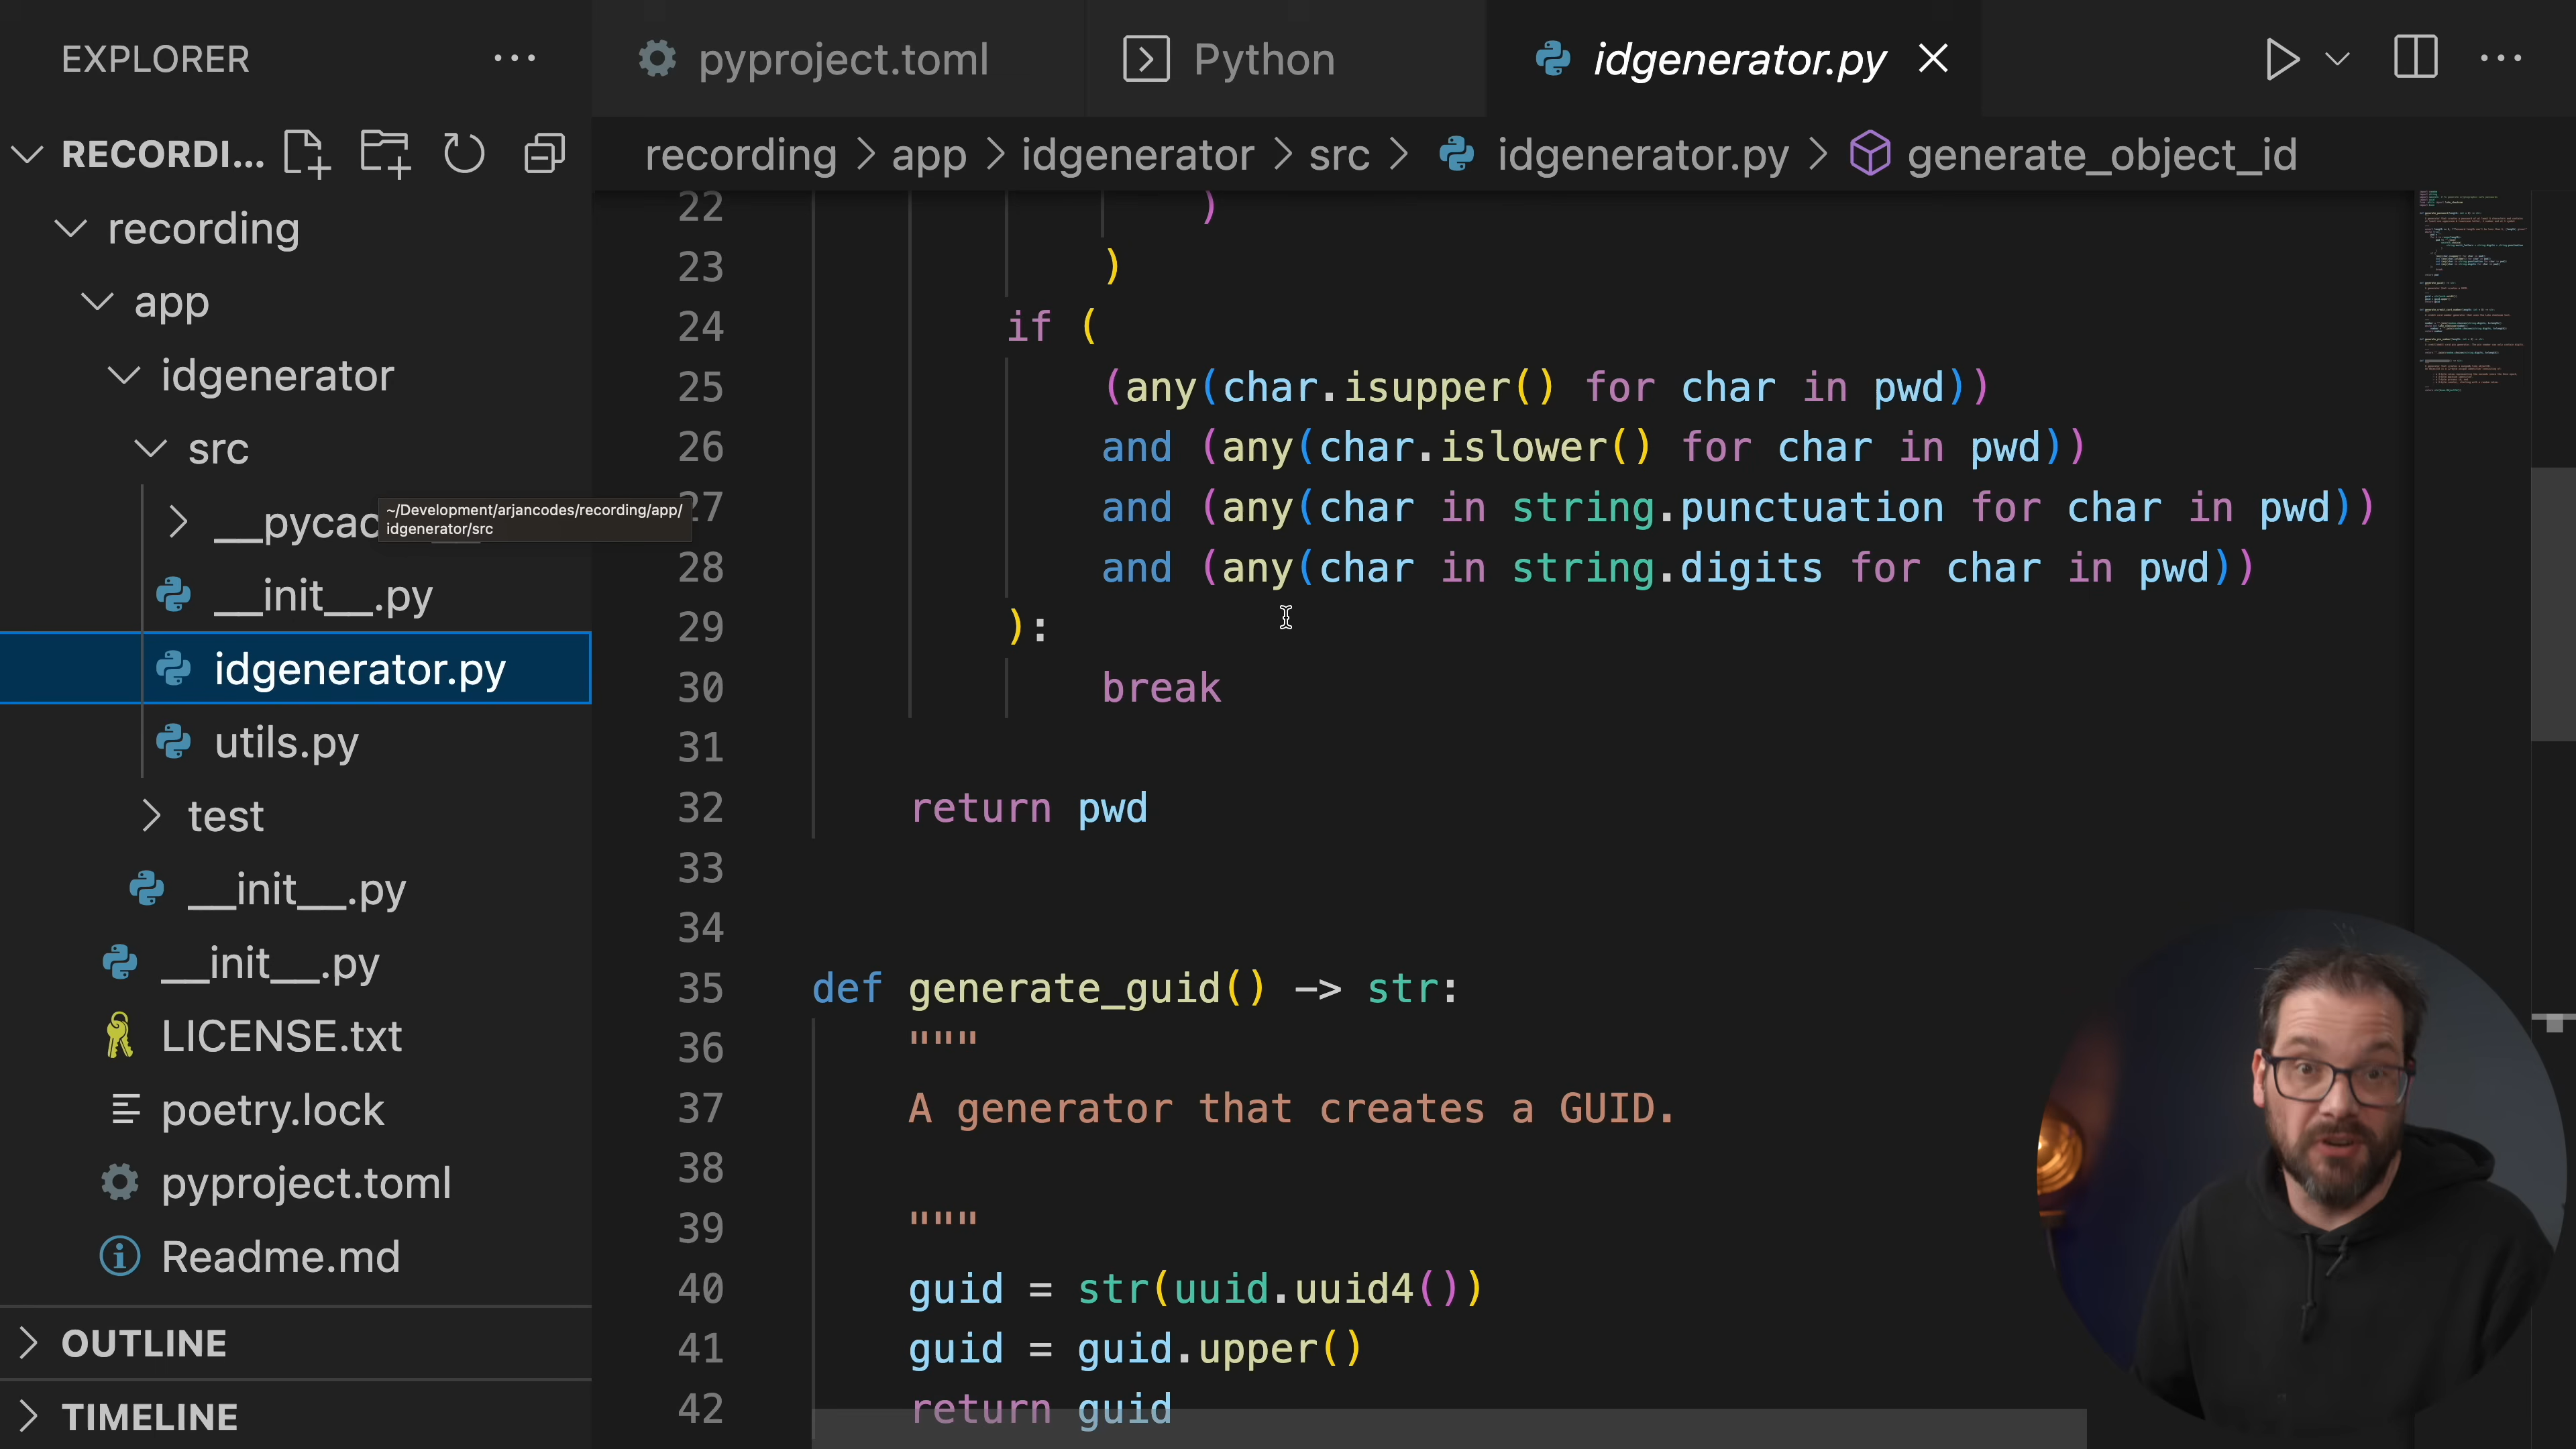 EXPLORER
pyproject.toml
Python
idgenerator.py
RECORDI...
recording > app > idgenerator > src > idgenerator.py > generate_object_id
recording
app
idgenerator
src
__pycac
~/Development/arjancodes/recording/app/
idgenerator/src
__init__.py
idgenerator.py
utils.py
test
__init__.py
__init__.py
LICENSE.txt
poetry.lock
pyproject.toml
Readme.md
OUTLINE
TIMELINE
22 )
23 )
24 if (
25 (any(char.isupper() for char in pwd))
26 and (any(char.islower() for char in pwd))
27 and (any(char in string.punctuation for char in pwd))
28 and (any(char in string.digits for char in pwd))
29 ):
30 break
31
32 return pwd
33
34
35 def generate_guid() -> str:
36 """
37 A generator that creates a GUID.
38
39 """
40 guid = str(uuid.uuid4())
41 guid = guid.upper()
42 return guid